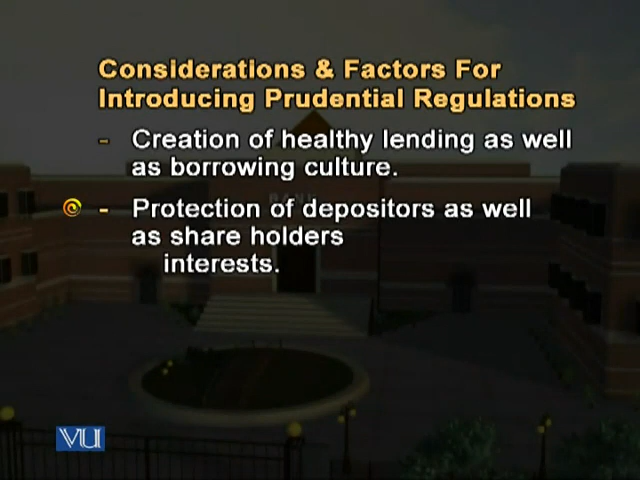 Considerations & Factors For
Introducing Prudential Regulations
- Creation of healthy lending as well
as borrowing culture.
- Protection of depositors as well
as share holders
interests.
BANK
VU